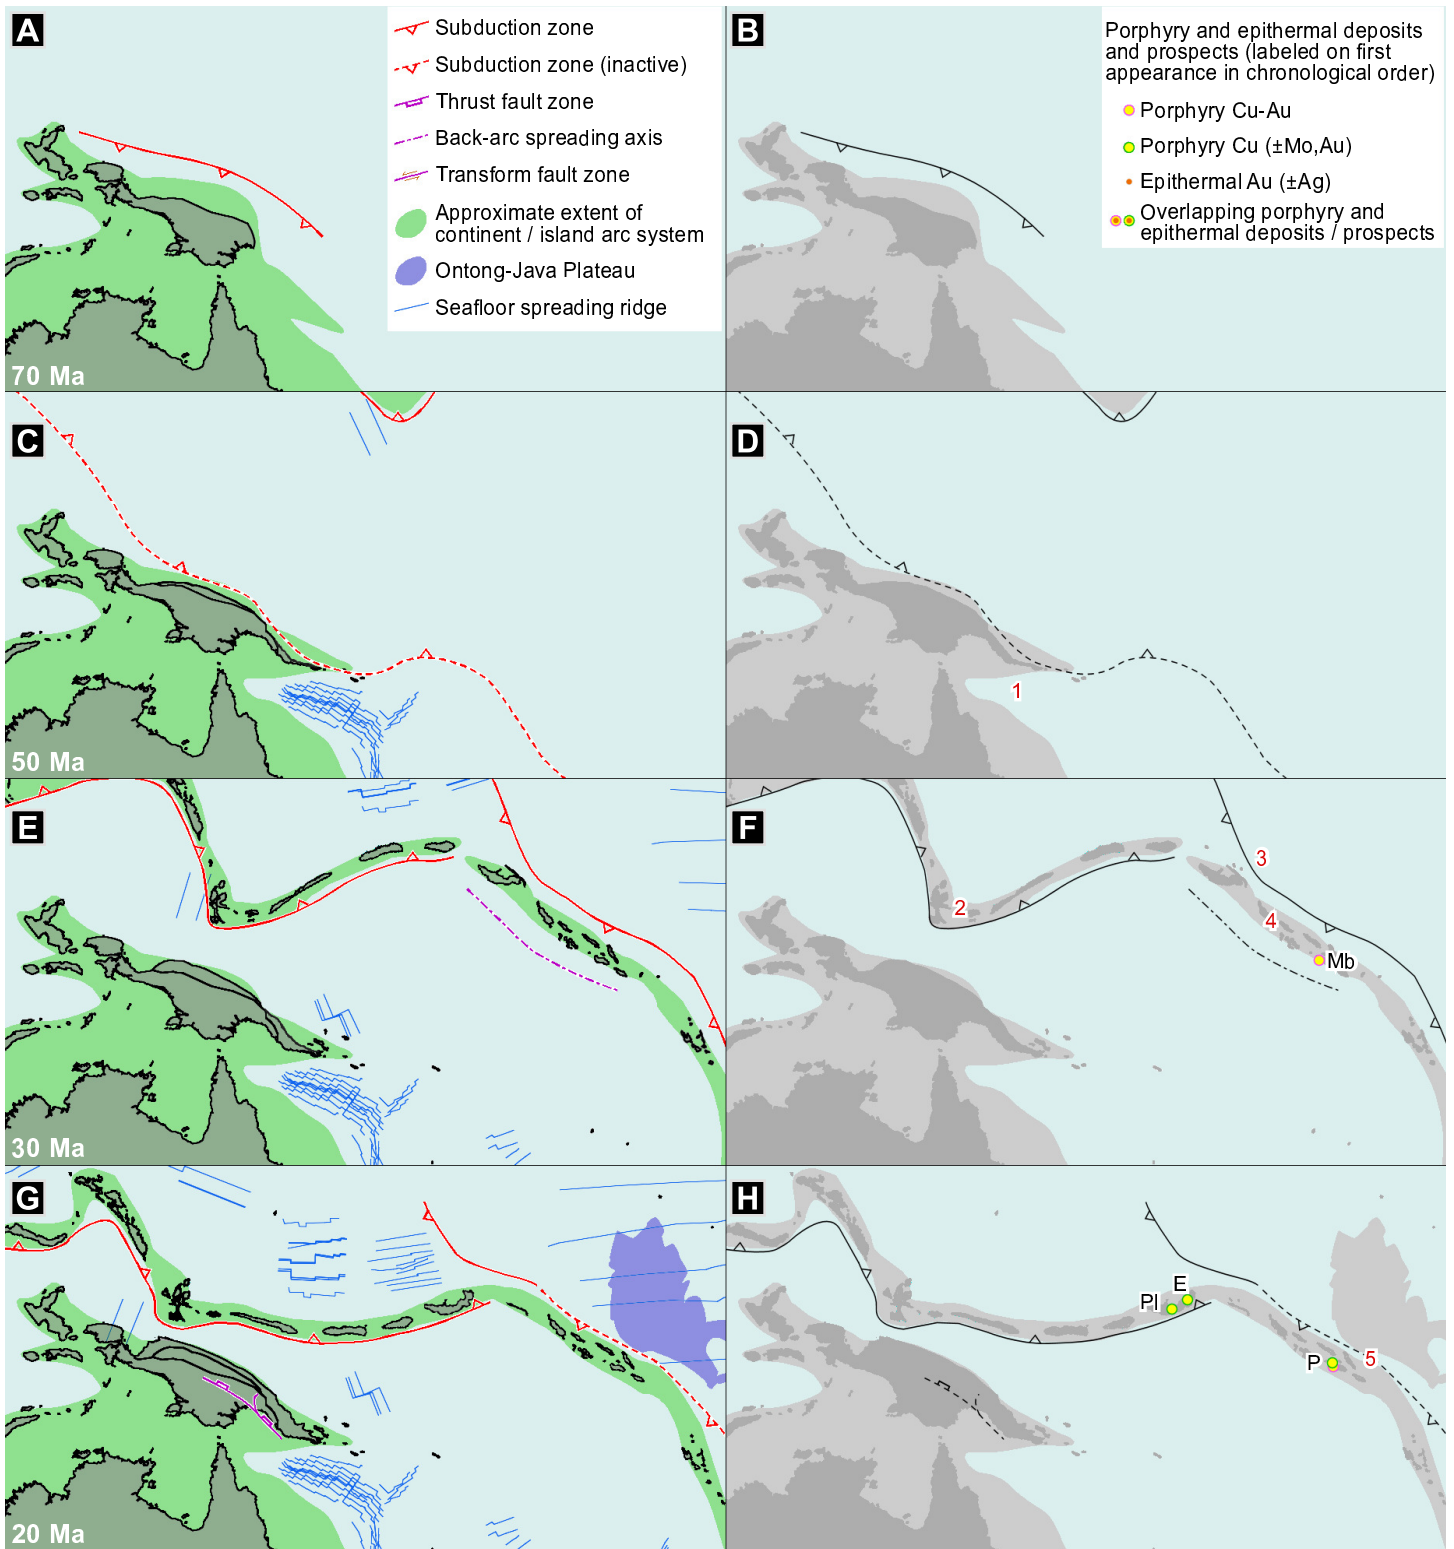 A
Subduction zone
Subduction zone (inactive)
Thrust fault zone
Back-arc spreading axis
Transform fault zone
Approximate extent of
continent / island arc system
Ontong-Java Plateau
Seafloor spreading ridge
70 Ma
B
Porphyry and epithermal deposits
and prospects (labeled on first
appearance in chronological order)
Porphyry Cu-Au
Porphyry Cu (±Mo,Au)
Epithermal Au (±Ag)
Overlapping porphyry and
epithermal deposits / prospects
C
50 Ma
D
1
E
30 Ma
F
3
2
4
Mb
G
20 Ma
H
E
Pl
P
5